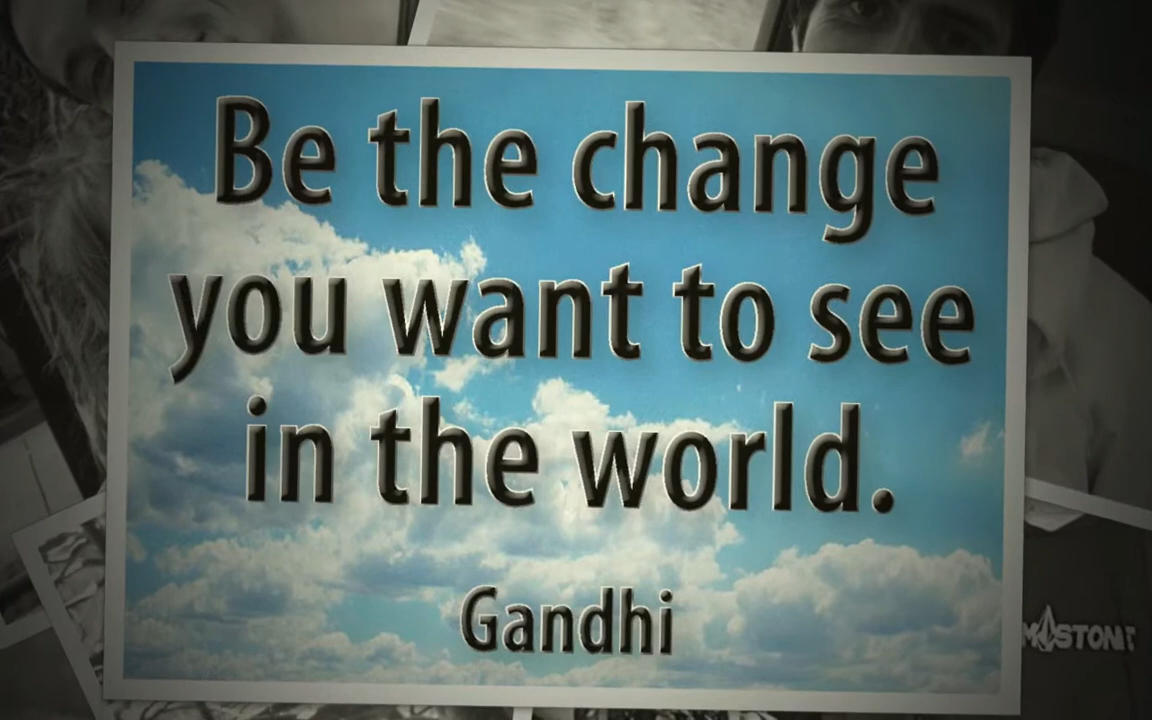 Be the change
you want to see
in the world.
Gandhi